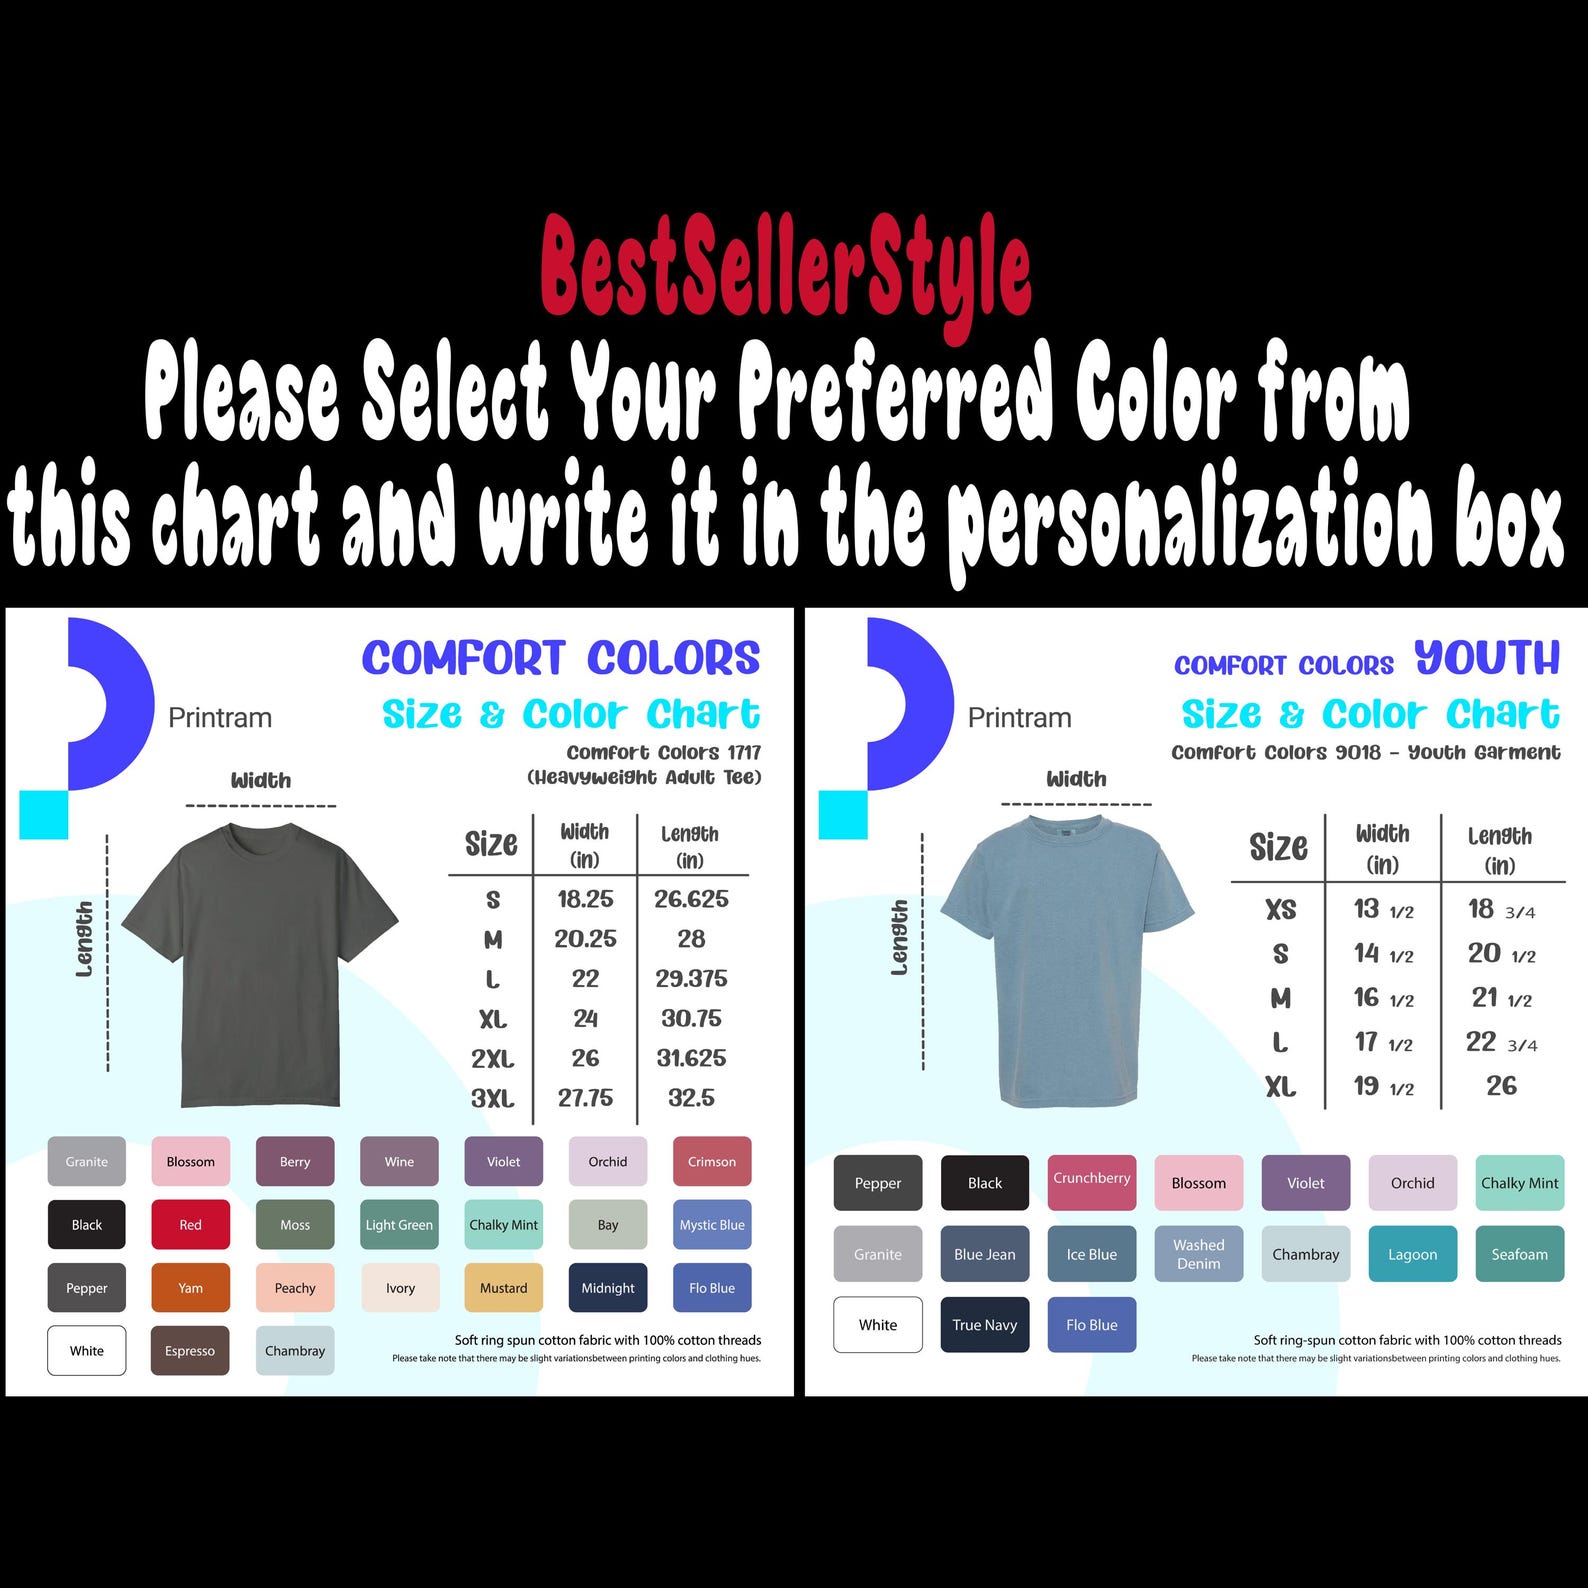 BestSellerStyle
Please Select Your Preferred Color from
this chart and write it in the personalization box
Printram
COMFORT COLORS
Size & Color Chart
Comfort Colors 1717
(Heavyweight Adult Tee)
Width
Length
Size Width (in) Length (in)
S 18.25 26.625
M 20.25 28
L 22 29.375
XL 24 30.75
2XL 26 31.625
3XL 27.75 32.5
Granite Blossom Berry Wine Violet Orchid Crimson
Black Red Moss Light Green Chalky Mint Bay Mystic Blue
Pepper Yam Peachy Ivory Mustard Midnight Flo Blue
White Espresso Chambray
Soft ring spun cotton fabric with 100% cotton threads
Please take note that there may be slight variationsbetween printing colors and clothing hues.
Printram
COMFORT COLORS YOUTH
Size & Color Chart
Comfort Colors 9018 - Youth Garment
Width
Length
Size Width (in) Length (in)
XS 13 1/2 18 3/4
S 14 1/2 20 1/2
M 16 1/2 21 1/2
L 17 1/2 22 3/4
XL 19 1/2 26
Pepper Black Crunchberry Blossom Violet Orchid Chalky Mint
Granite Blue Jean Ice Blue Washed Denim Chambray Lagoon Seafoam
White True Navy Flo Blue
Soft ring-spun cotton fabric with 100% cotton threads
Please take note that there may be slight variationsbetween printing colors and clothing hues.